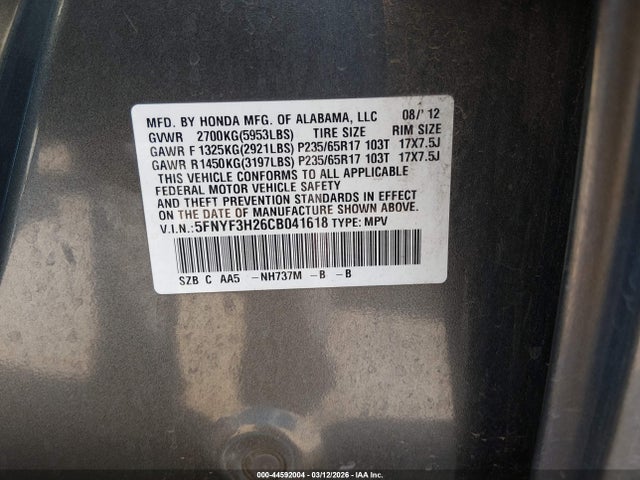 MFD. BY HONDA MFG. OF ALABAMA, LLC 08/'12
GVWR 2700KG(5953LBS) TIRE SIZE RIM SIZE
GAWR F 1325KG(2921LBS) P235/65R17 103T 17X7.5J
GAWR R 1450KG(3197LBS) P235/65R17 103T 17X7.5J
THIS VEHICLE CONFORMS TO ALL APPLICABLE
FEDERAL MOTOR VEHICLE SAFETY
AND THEFT PREVENTION STANDARDS IN EFFECT
ON THE DATE OF MANUFACTURE SHOWN ABOVE.
V.I.N.:5FNYF3H26CB041618 TYPE: MPV
SZB C AA5 -NH737M -B -B
000-44592004 - 03/12/2026 - IAA Inc.